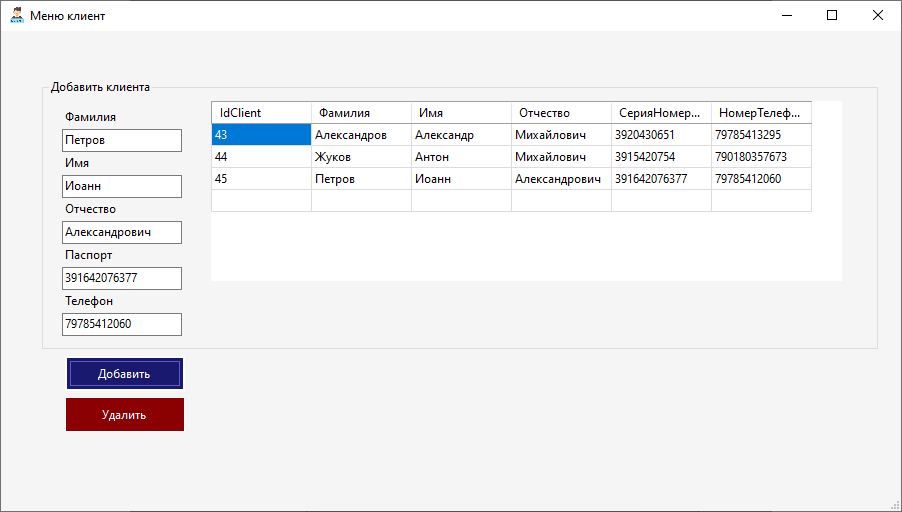 Меню клиент
Добавить клиента
Фамилия
Петров
Имя
Иоанн
Отчество
Александрович
Паспорт
391642076377
Телефон
79785412060
IdClient Фамилия Имя Отчество СерияНомер... НомерТелеф...
43 Александров Александр Михайлович 3920430651 79785413295
44 Жуков Антон Михайлович 3915420754 790180357673
45 Петров Иоанн Александрович 391642076377 79785412060
Добавить
Удалить